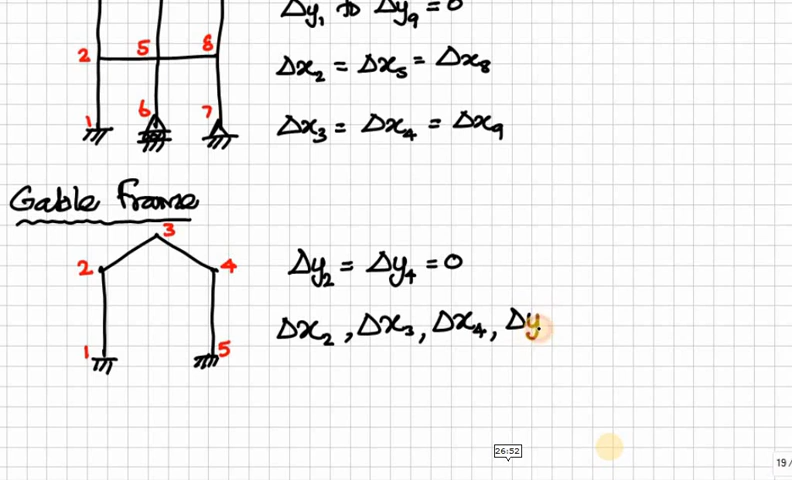 Δy₁ to Δy₉ = 0
2 5 8
Δx₂ = Δx₅ = Δx₈
1 6 7
Δx₃ = Δx₄ = Δx₉
Gable Frame
3
2 4
Δy₂ = Δy₄ = 0
Δx₂, Δx₃, Δx₄, Δy
1 5
26:52
19/